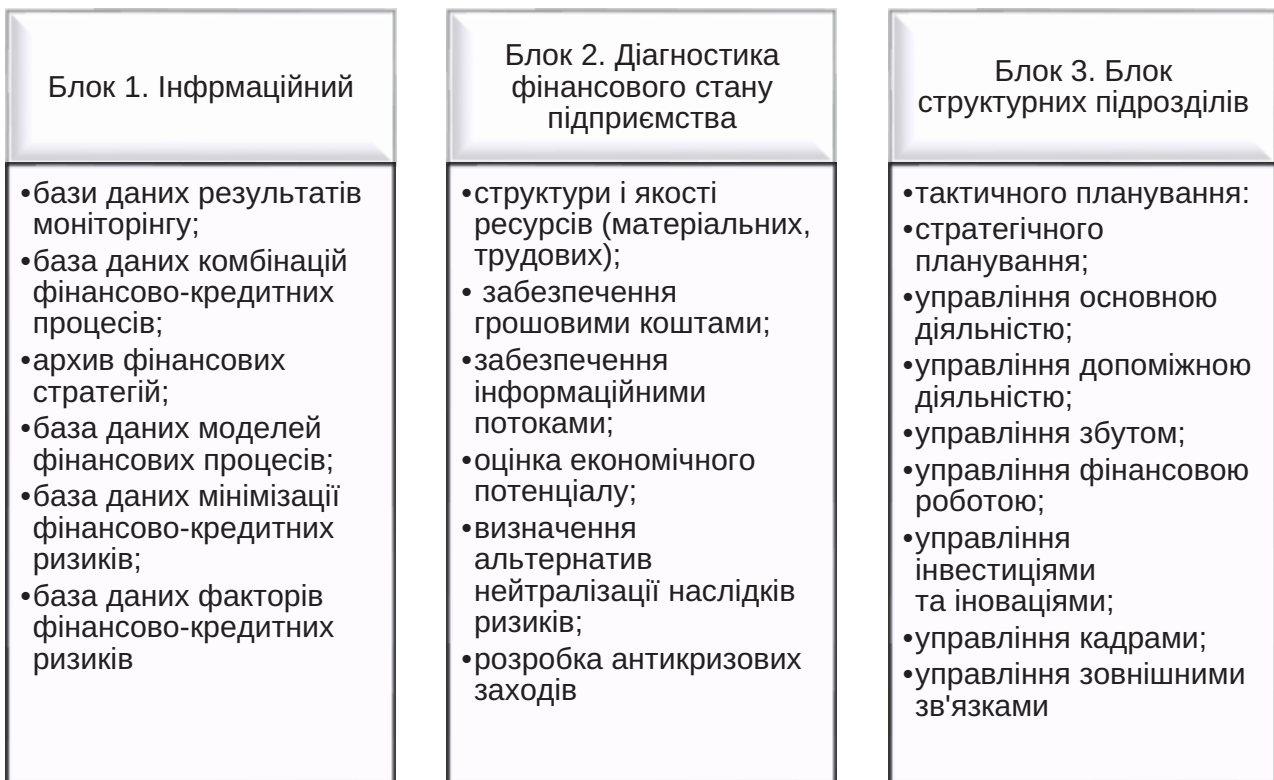 Блок 1. Інфрмаційний
•бази даних результатів
моніторінгу;
•база даних комбінацій
фінансово-кредитних
процесів;
•архив фінансових
стратегій;
•база даних моделей
фінансових процесів;
•база даних мінімізації
фінансово-кредитних
ризиків;
•база даних факторів
фінансово-кредитних
ризиків
Блок 2. Діагностика
фінансового стану
підприємства
•структури і якості
ресурсів (матеріальних,
трудових);
• забезпечення
грошовими коштами;
•забезпечення
інформаційними
потоками;
•оцінка економічного
потенціалу;
•визначення
альтернатив
нейтралізації наслідків
ризиків;
•розробка антикризових
заходів
Блок 3. Блок
структурних підрозділів
•тактичного планування:
•стратегічного
планування;
•управління основною
діяльністю;
•управління допоміжною
діяльністю;
•управління збутом;
•управління фінансовою
роботою;
•управління
інвестиціями
та іноваціями;
•управління кадрами;
•управління зовнішними
зв'язками